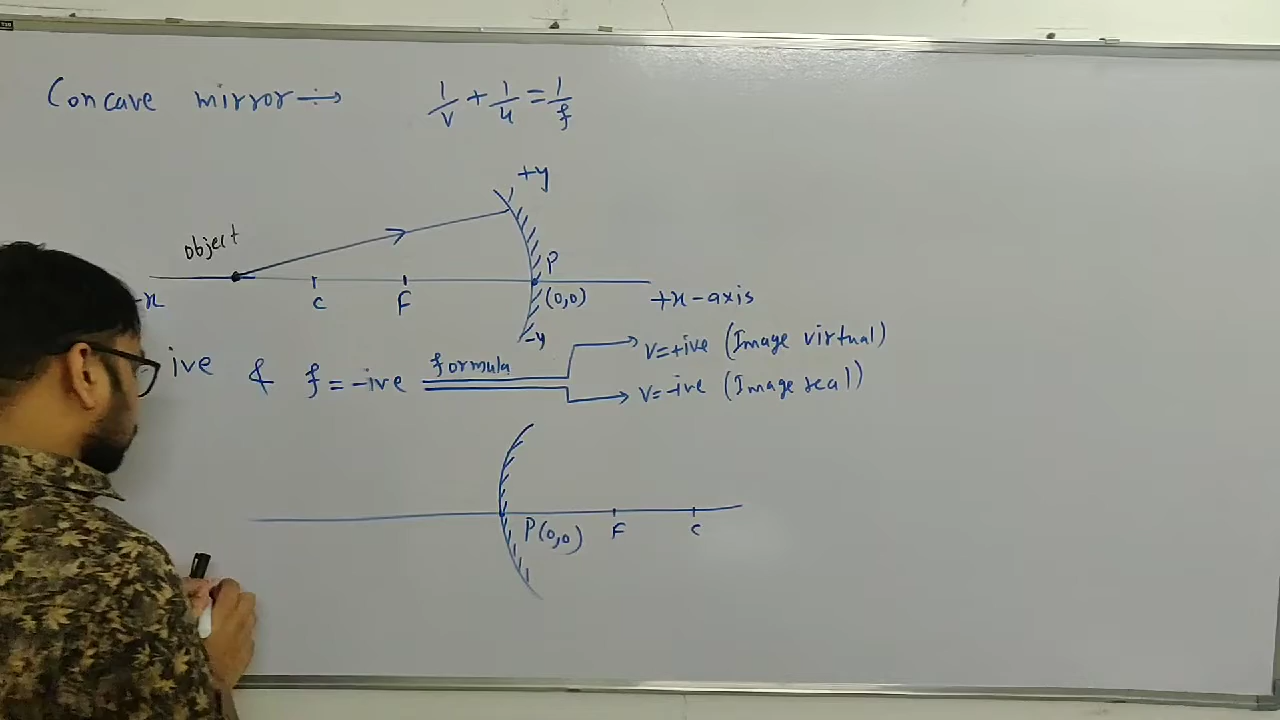 Concave mirror → 1/v + 1/u = 1/f
+y
object
P
-x C F (0,0) +x-axis
-y
ive & f = -ive formula v=+ive (Image virtual)
v=-ive (Image real)
P(0,0) F C